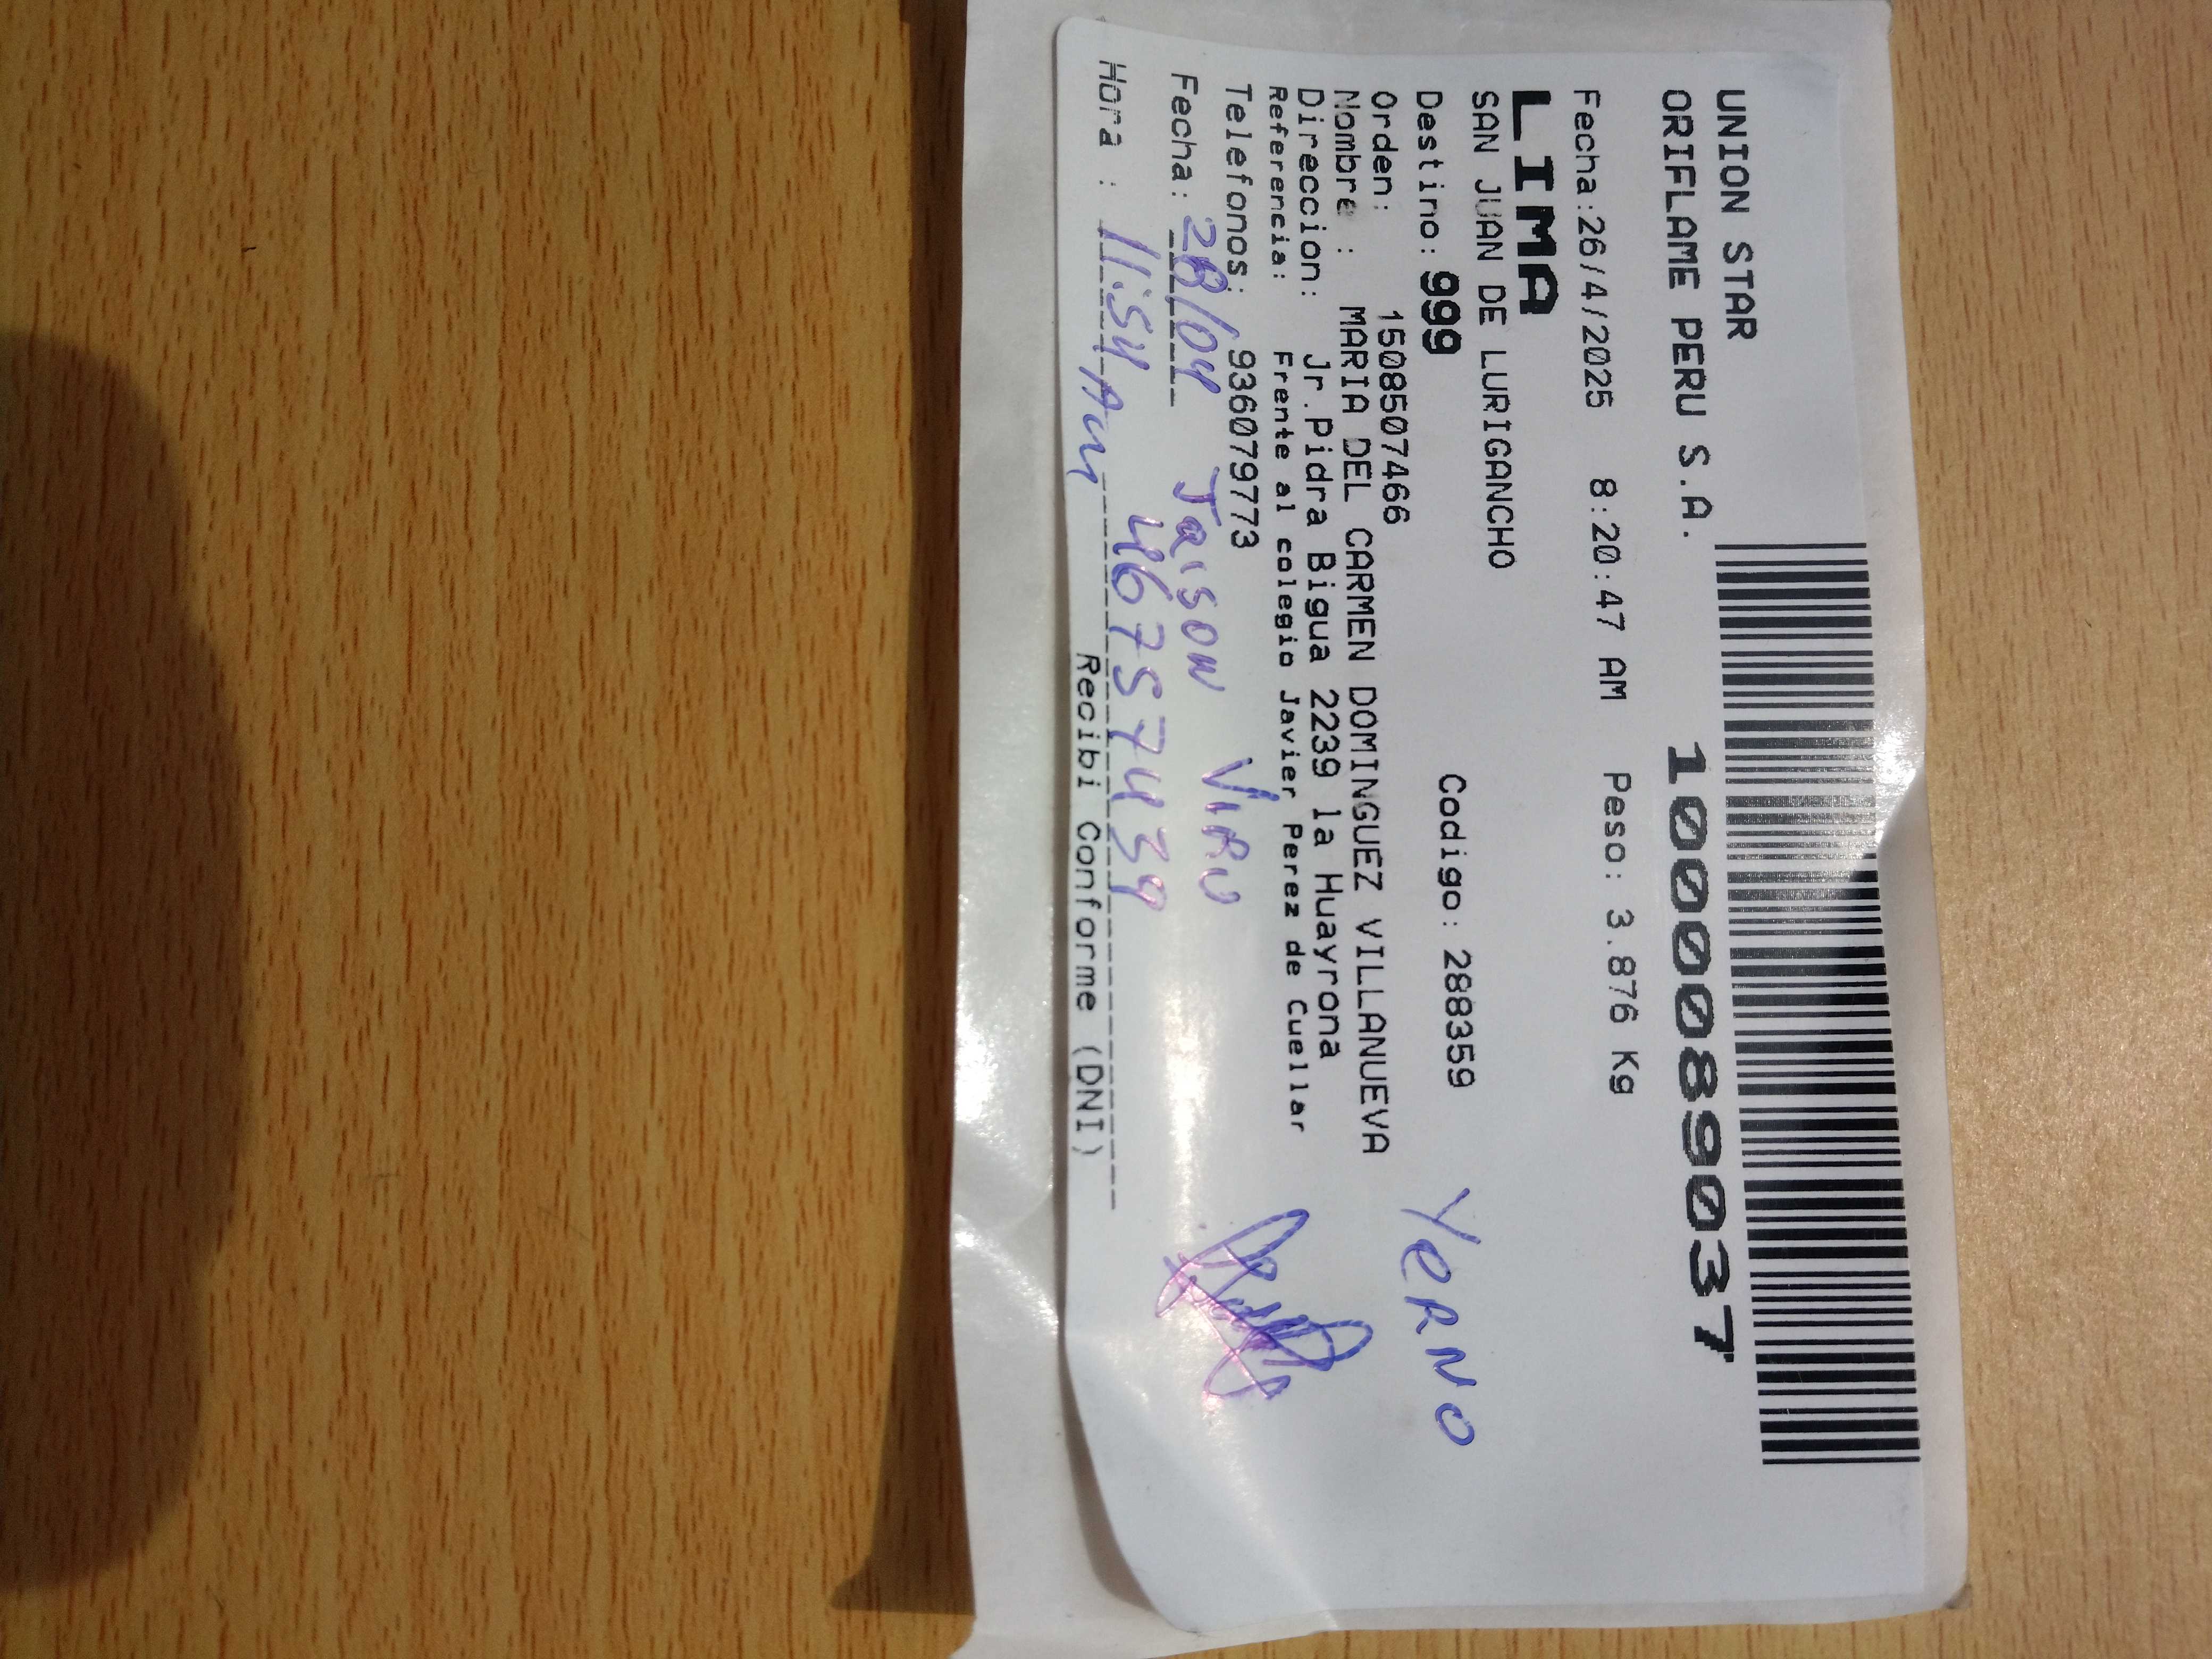 UNION STAR
ORIFLAME PERU S.A.
10000089037
Fecha:26/4/2025 8:20:47 AM Peso: 3.876 Kg
LIMA
SAN JUAN DE LURIGANCHO
Destino: 999 Codigo: 288359
Orden: 1508507466
YERNO
Nombre : MARIA DEL CARMEN DOMINGUEZ VILLANUEVA
Direccion: Jr.Pidra Bigua 2239 la Huayrona
Referencia: Frente al colegio Javier Perez de Cuellar
Telefonos: 936079773
Fecha: 28/04 Jaison VIRU
Hora : 11:54 Am 46757439
Recibi Conforme (DNI)